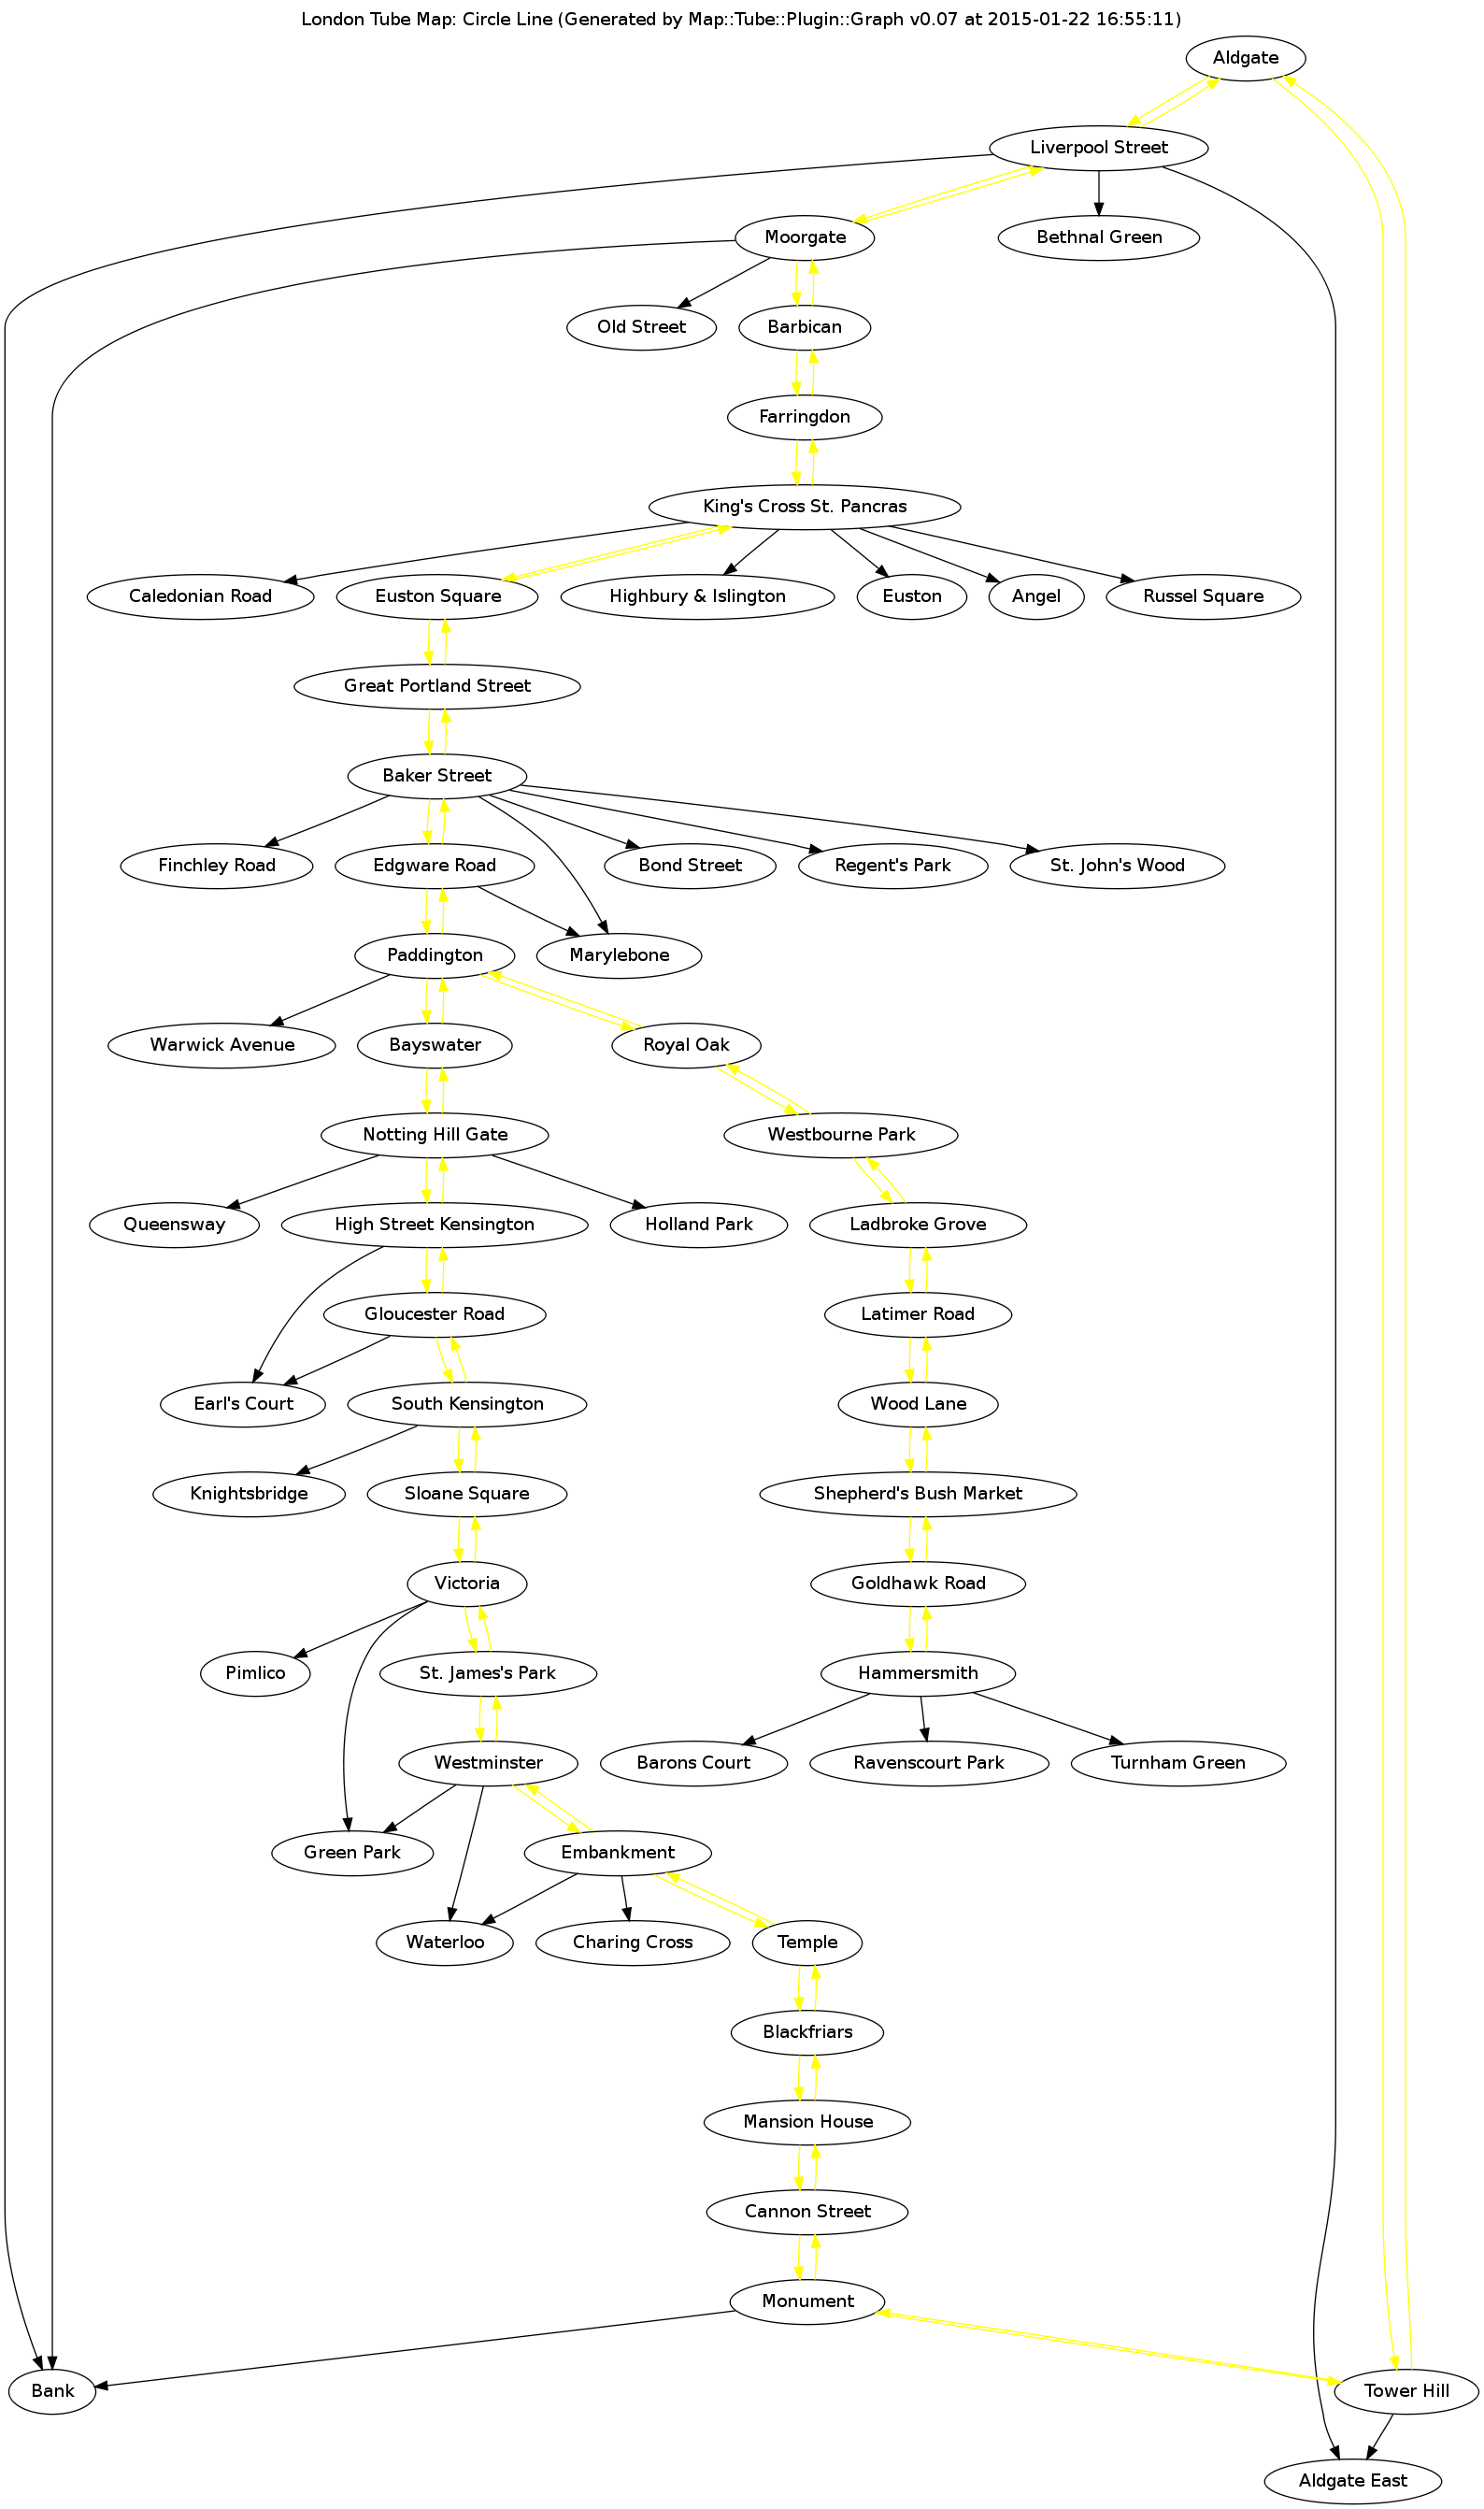 London Tube Map: Circle Line (Generated by Map::Tube::Plugin::Graph v0.07 at 2015-01-22 16:55:11)
Aldgate
Liverpool Street
Moorgate
Bethnal Green
Old Street
Barbican
Farringdon
King's Cross St. Pancras
Caledonian Road
Euston Square
Highbury & Islington
Euston
Angel
Russel Square
Great Portland Street
Baker Street
Finchley Road
Edgware Road
Bond Street
Regent's Park
St. John's Wood
Paddington
Marylebone
Warwick Avenue
Bayswater
Royal Oak
Notting Hill Gate
Westbourne Park
Queensway
High Street Kensington
Holland Park
Ladbroke Grove
Gloucester Road
Latimer Road
Earl's Court
South Kensington
Wood Lane
Knightsbridge
Sloane Square
Shepherd's Bush Market
Victoria
Goldhawk Road
Pimlico
St. James's Park
Hammersmith
Westminster
Barons Court
Ravenscourt Park
Turnham Green
Green Park
Embankment
Waterloo
Charing Cross
Temple
Blackfriars
Mansion House
Cannon Street
Monument
Bank
Tower Hill
Aldgate East